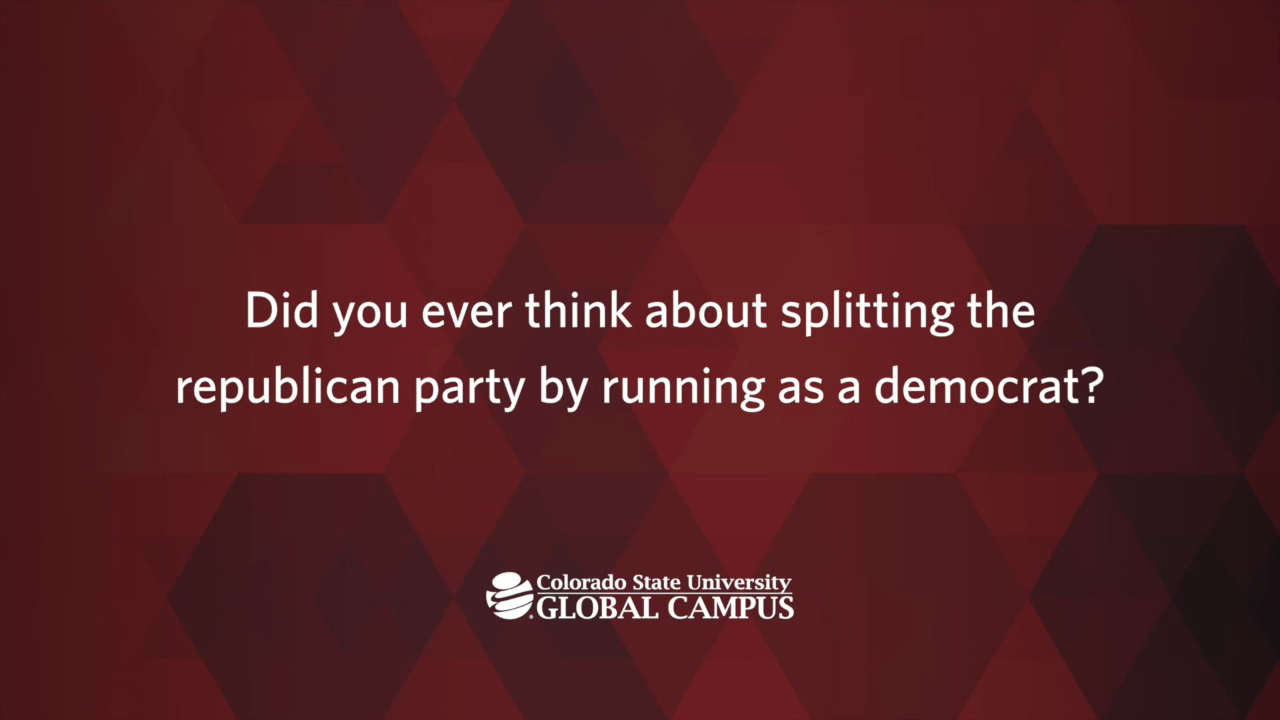 Did you ever think about splitting the
republican party by running as a democrat?
Colorado State University
GLOBAL CAMPUS